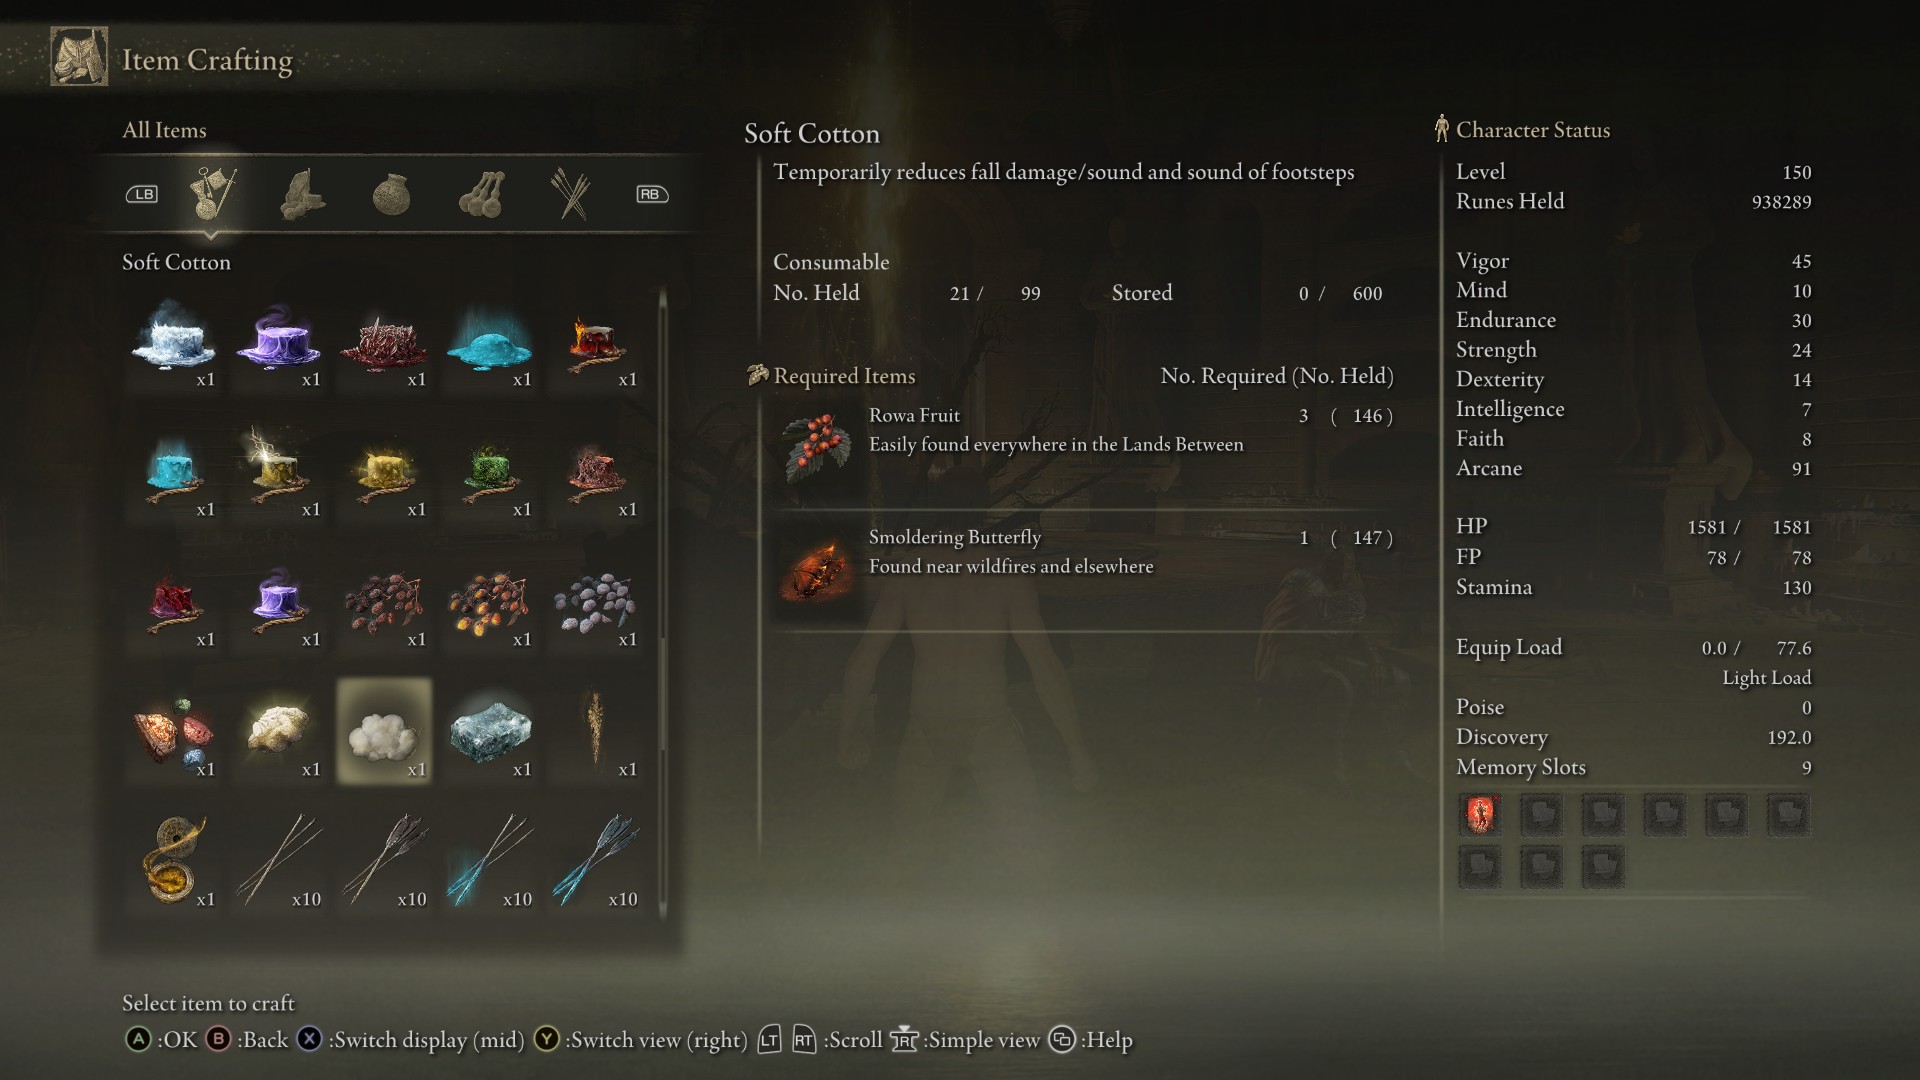 Item Crafting
All Items
LB
RB
Soft Cotton
x1 x1 x1 x1 x1
x1 x1 x1 x1 x1
x1 x1 x1 x1 x1
x1 x1 x1 x1 x1
x1 x10 x10 x10 x10
Soft Cotton
Temporarily reduces fall damage/sound and sound of footsteps
Consumable
No. Held 21 / 99 Stored 0 / 600
Required Items No. Required (No. Held)
Rowa Fruit 3 ( 146 )
Easily found everywhere in the Lands Between
Smoldering Butterfly 1 ( 147 )
Found near wildfires and elsewhere
Character Status
Level 150
Runes Held 938289
Vigor 45
Mind 10
Endurance 30
Strength 24
Dexterity 14
Intelligence 7
Faith 8
Arcane 91
HP 1581 / 1581
FP 78 / 78
Stamina 130
Equip Load 0.0 / 77.6
Light Load
Poise 0
Discovery 192.0
Memory Slots 9
Select item to craft
A :OK B :Back X :Switch display (mid) Y :Switch view (right) LT RT :Scroll R :Simple view :Help